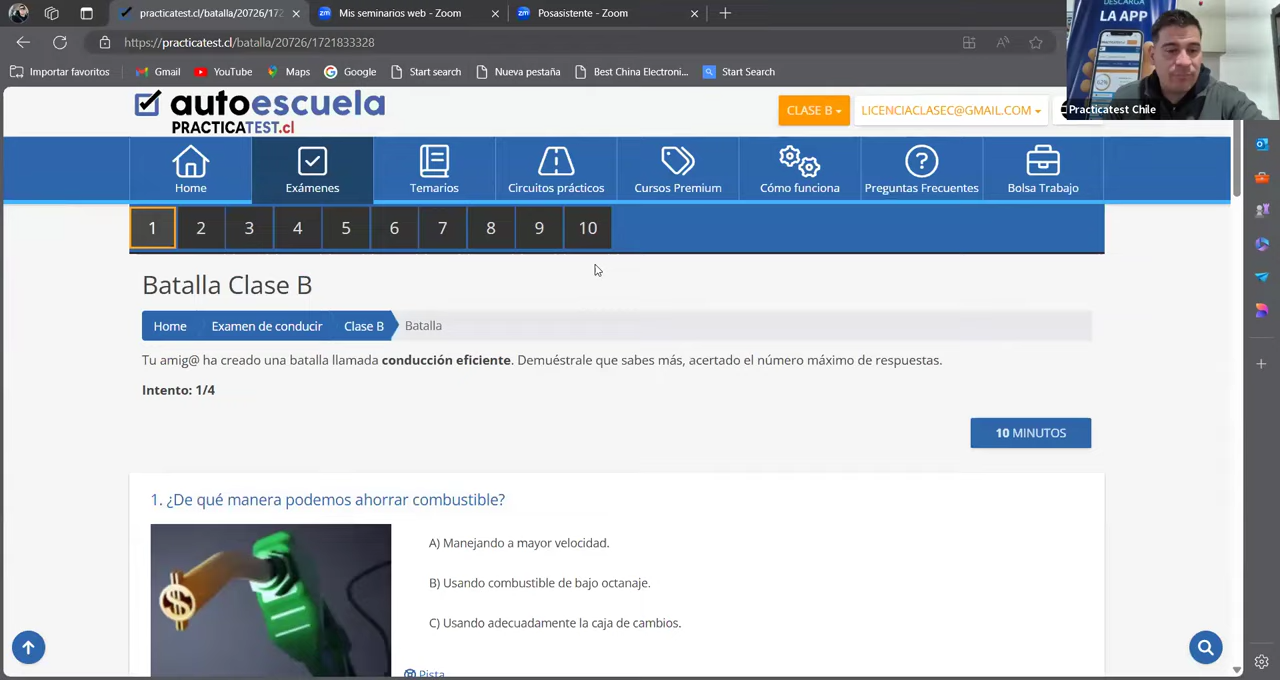 practicatest.cl/batalla/20726/172
Mis seminarios web - Zoom
Posasistente - Zoom
https://practicatest.cl/batalla/20726/1721833328
Importar favoritos
Gmail
YouTube
Maps
Google
Start search
Nueva pestaña
Best China Electroni...
Start Search
DESCARGA
LA APP
Practicatest Chile
autoescuela
PRACTICATEST.cl
CLASE B
LICENCIACLASEC@GMAIL.COM
Home
Exámenes
Temarios
Circuitos prácticos
Cursos Premium
Cómo funciona
Preguntas Frecuentes
Bolsa Trabajo
1 2 3 4 5 6 7 8 9 10
Batalla Clase B
Home Examen de conducir Clase B Batalla
Tu amig@ ha creado una batalla llamada conducción eficiente. Demuéstrale que sabes más, acertado el número máximo de respuestas.
Intento: 1/4
10 MINUTOS
1. ¿De qué manera podemos ahorrar combustible?
A) Manejando a mayor velocidad.
B) Usando combustible de bajo octanaje.
C) Usando adecuadamente la caja de cambios.
Pista